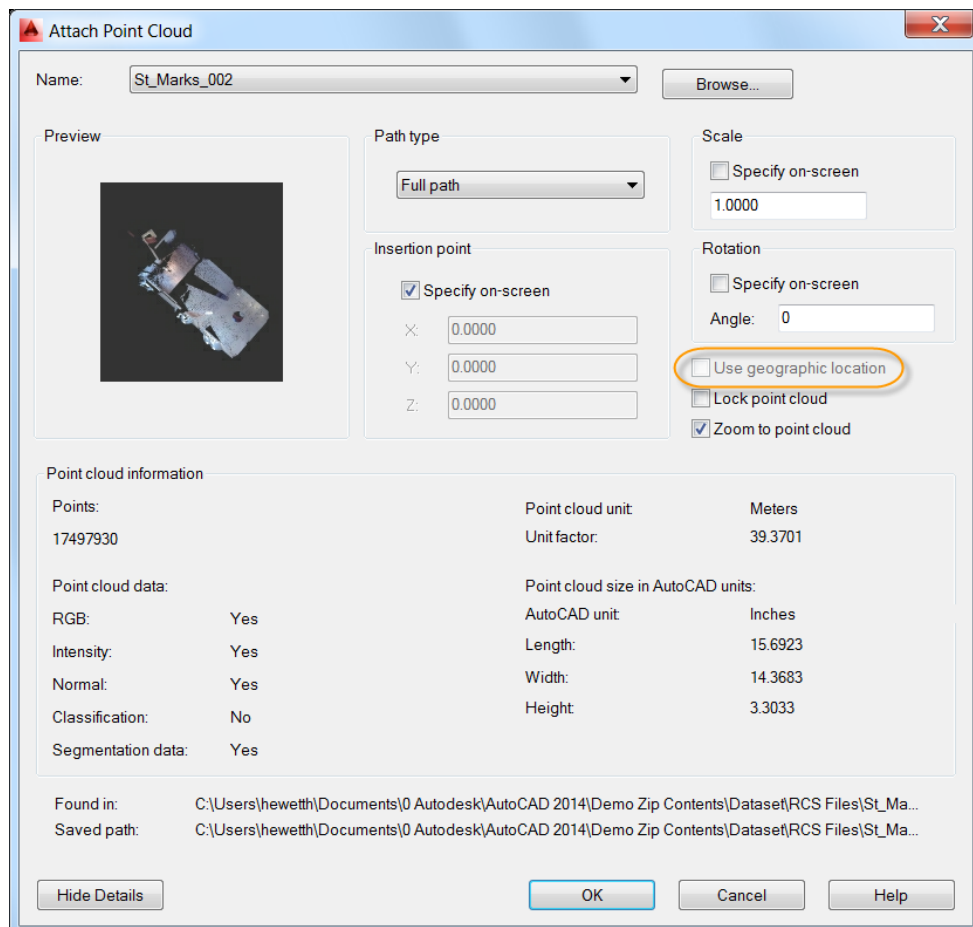 Attach Point Cloud
Name: St_Marks_002 Browse...
Preview
Path type
Full path
Scale
Specify on-screen
1.0000
Insertion point
Specify on-screen
X: 0.0000
Y: 0.0000
Z: 0.0000
Rotation
Specify on-screen
Angle: 0
Use geographic location
Lock point cloud
Zoom to point cloud
Point cloud information
Points:
17497930
Point cloud unit: Meters
Unit factor: 39.3701
Point cloud data:
RGB: Yes
Intensity: Yes
Normal: Yes
Classification: No
Segmentation data: Yes
Point cloud size in AutoCAD units:
AutoCAD unit: Inches
Length: 15.6923
Width: 14.3683
Height: 3.3033
Found in: C:\Users\hewetth\Documents\0 Autodesk\AutoCAD 2014\Demo Zip Contents\Dataset\RCS Files\St_Ma...
Saved path: C:\Users\hewetth\Documents\0 Autodesk\AutoCAD 2014\Demo Zip Contents\Dataset\RCS Files\St_Ma...
Hide Details OK Cancel Help